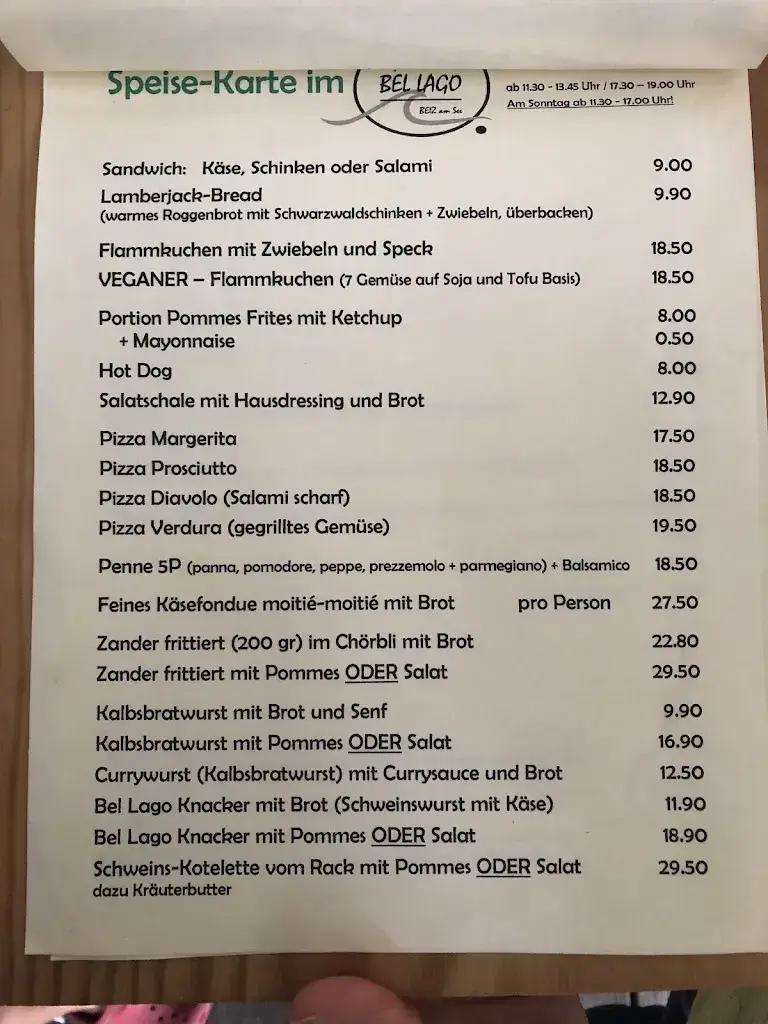 Speise-Karte im BEL LAGO
BEIZ am See
ab 11.30 - 13.45 Uhr / 17.30 – 19.00 Uhr
Am Sonntag ab 11.30 - 17.00 Uhr!
Sandwich: Käse, Schinken oder Salami 9.00
Lamberjack-Bread 9.90
(warmes Roggenbrot mit Schwarzwaldschinken + Zwiebeln, überbacken)
Flammkuchen mit Zwiebeln und Speck 18.50
VEGANER – Flammkuchen (7 Gemüse auf Soja und Tofu Basis) 18.50
Portion Pommes Frites mit Ketchup 8.00
+ Mayonnaise 0.50
Hot Dog 8.00
Salatschale mit Hausdressing und Brot 12.90
Pizza Margerita 17.50
Pizza Prosciutto 18.50
Pizza Diavolo (Salami scharf) 18.50
Pizza Verdura (gegrilltes Gemüse) 19.50
Penne 5P (panna, pomodore, peppe, prezzemolo + parmegiano) + Balsamico 18.50
Feines Käsefondue moitié-moitié mit Brot pro Person 27.50
Zander frittiert (200 gr) im Chörbli mit Brot 22.80
Zander frittiert mit Pommes ODER Salat 29.50
Kalbsbratwurst mit Brot und Senf 9.90
Kalbsbratwurst mit Pommes ODER Salat 16.90
Currywurst (Kalbsbratwurst) mit Currysauce und Brot 12.50
Bel Lago Knacker mit Brot (Schweinswurst mit Käse) 11.90
Bel Lago Knacker mit Pommes ODER Salat 18.90
Schweins-Kotelette vom Rack mit Pommes ODER Salat 29.50
dazu Kräuterbutter